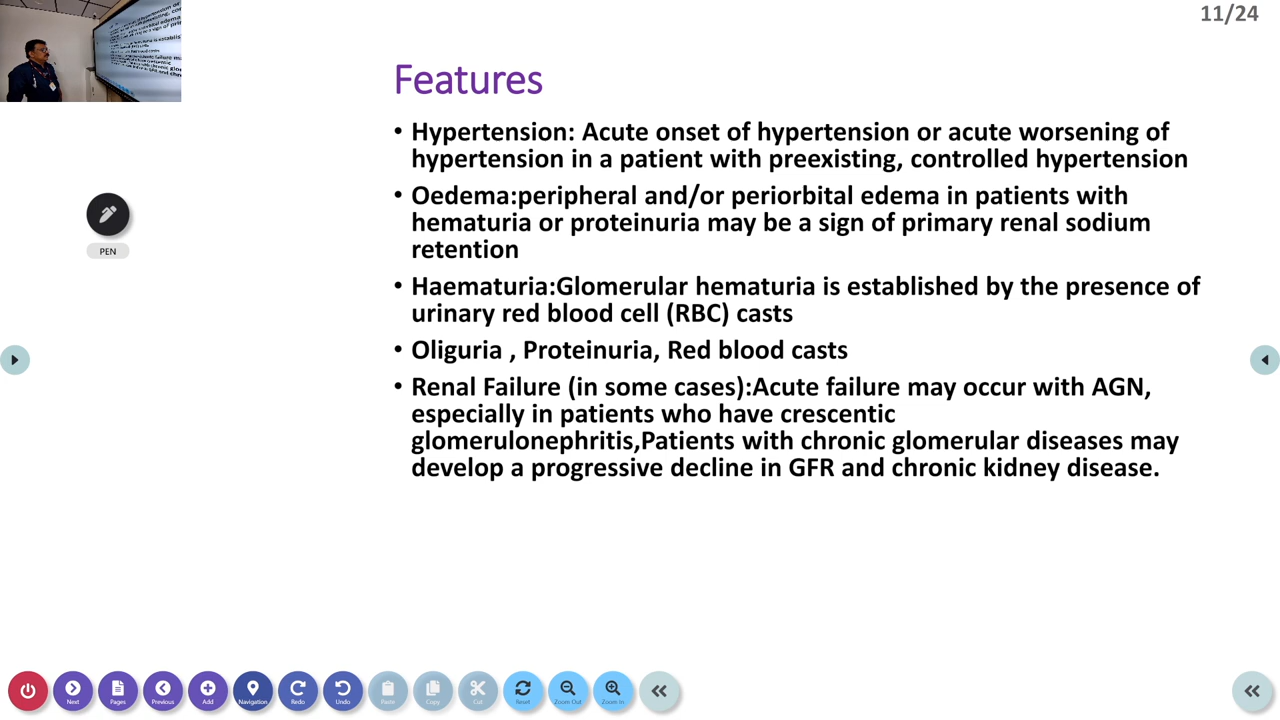 11/24
Features
• Hypertension: Acute onset of hypertension or acute worsening of
hypertension in a patient with preexisting, controlled hypertension
• Oedema:peripheral and/or periorbital edema in patients with
hematuria or proteinuria may be a sign of primary renal sodium
retention
• Haematuria:Glomerular hematuria is established by the presence of
urinary red blood cell (RBC) casts
• Oliguria , Proteinuria, Red blood casts
• Renal Failure (in some cases):Acute failure may occur with AGN,
especially in patients who have crescentic
glomerulonephritis,Patients with chronic glomerular diseases may
develop a progressive decline in GFR and chronic kidney disease.
PEN
Next Pages Previous Add Navigation Redo Undo Paste Copy Cut Reset Zoom Out Zoom In